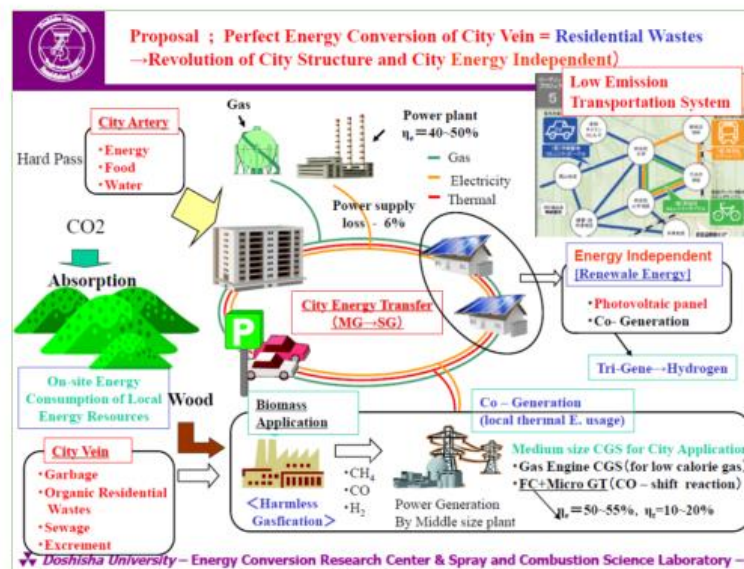 Doshisha University
Proposal ; Perfect Energy Conversion of City Vein = Residential Wastes
→Revolution of City Structure and City Energy Independent)
City Artery
・Energy
・Food
・Water
Hard Pass
Gas
Power plant
ηe=40~50%
Gas
Electricity
Thermal
Power supply
loss - 6%
5
Low Emission
Transportation System
CO2
Absorption
City Energy Transfer
(MG→SG)
P
Energy Independent
[Renewale Energy]
・Photovoltaic panel
・Co- Generation
Tri-Gene→Hydrogen
On-site Energy
Consumption of Local
Energy Resources
Wood
Biomass
Application
Co – Generation
(local thermal E. usage)
City Vein
・Garbage
・Organic Residential
Wastes
・Sewage
・Excrement
<Harmless
Gasfication>
・CH4
・CO
・H2
Power Generation
By Middle size plant
Medium size CGS for City Application
・Gas Engine CGS(for low calorie gas)
・FC+Micro GT(CO – shift reaction)
ηe=50~55%, ηt=10~20%
Doshisha University – Energy Conversion Research Center & Spray and Combustion Science Laboratory –